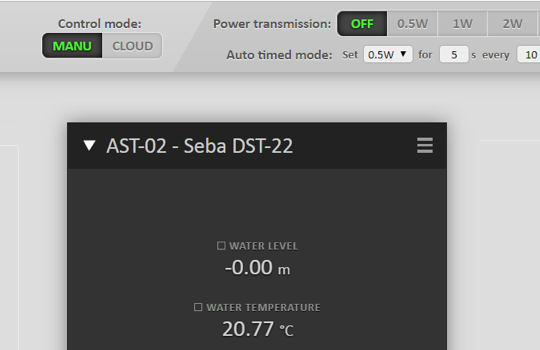 Control mode: Power transmission: OFF 0.5W 1W 2W
MANU CLOUD Auto timed mode: Set 0.5W for 5 s every 10
AST-02 - Seba DST-22
WATER LEVEL
-0.00 m
WATER TEMPERATURE
20.77 °C